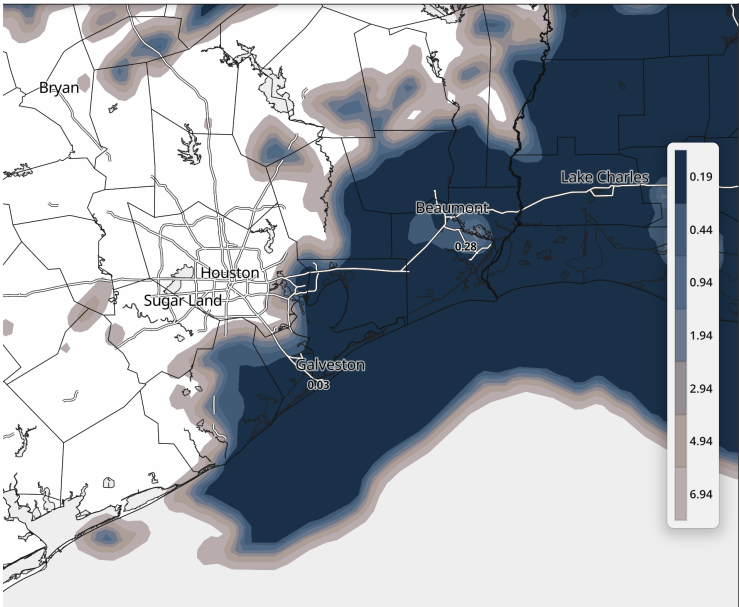 Bryan
Lake Charles
Beaumont
0.28
Houston
Sugar Land
Galveston
0.03
0.19
0.44
0.94
1.94
2.94
4.94
6.94